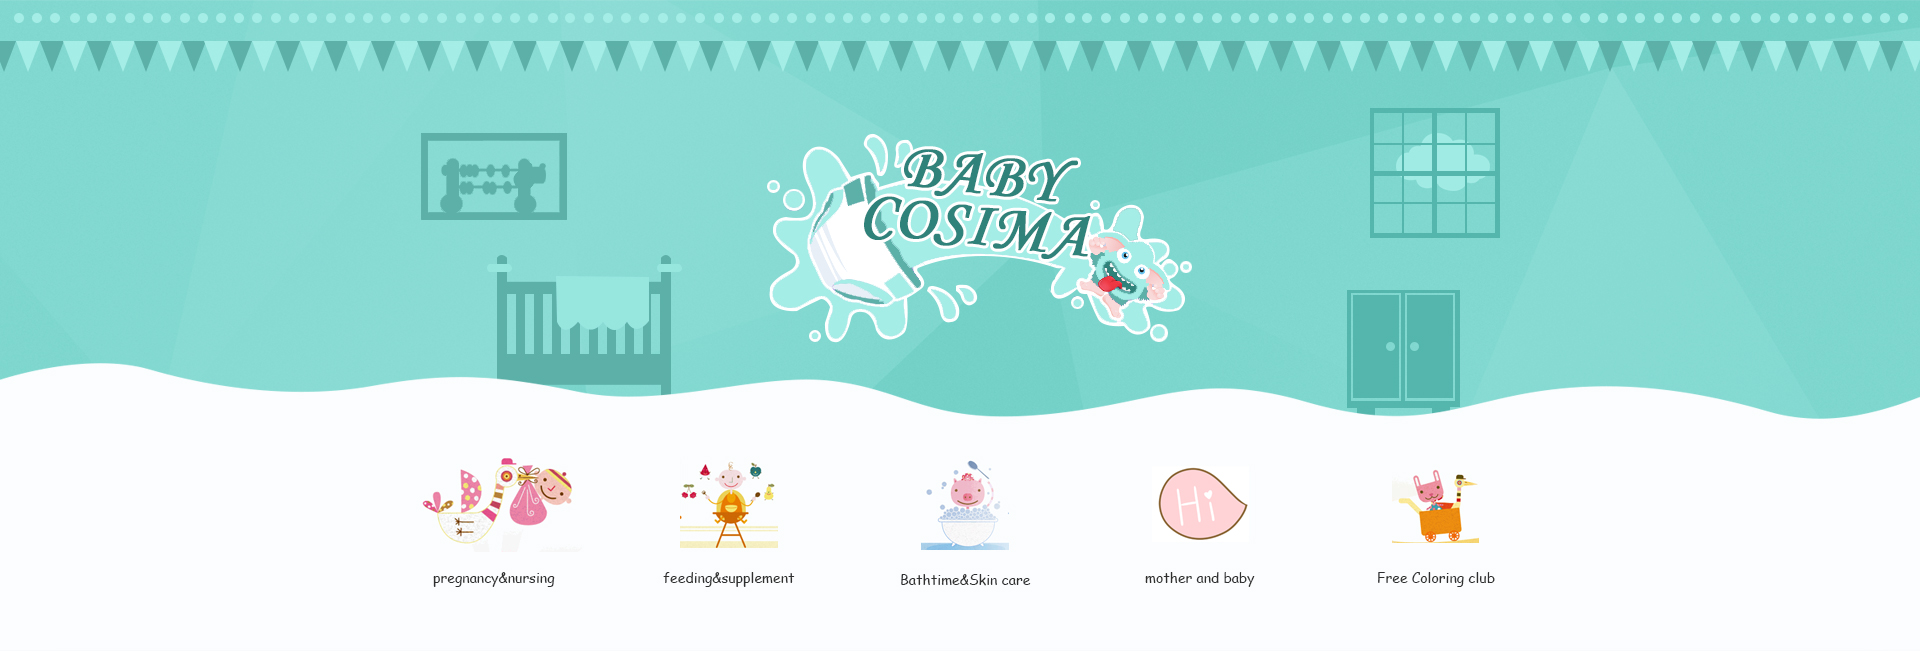 BABY
COSIMA
Hi
pregnancy&nursing
feeding&supplement
Bathtime&Skin care
mother and baby
Free Coloring club